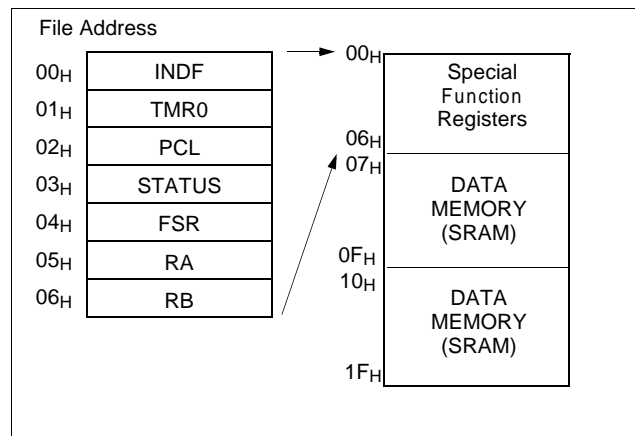 File Address
00H INDF
01H TMR0
02H PCL
03H STATUS
04H FSR
05H RA
06H RB
00H
Special
Function
Registers
06H
07H
DATA
MEMORY
(SRAM)
0FH
10H
DATA
MEMORY
(SRAM)
1FH